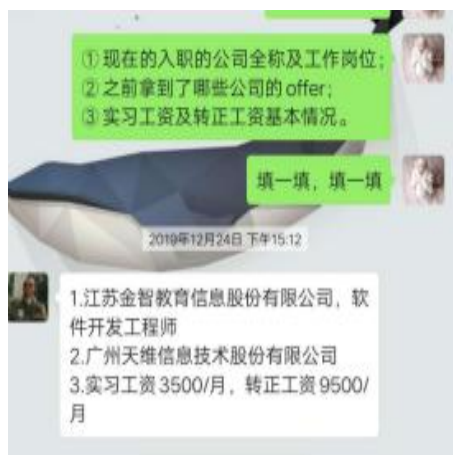 ① 现在的入职的公司全称及工作岗位;
② 之前拿到了哪些公司的offer;
③ 实习工资及转正工资基本情况。
填一填，填一填
2019年12月24日 下午15:12
1.江苏金智教育信息股份有限公司，软
件开发工程师
2.广州天维信息技术股份有限公司
3.实习工资3500/月，转正工资9500/
月